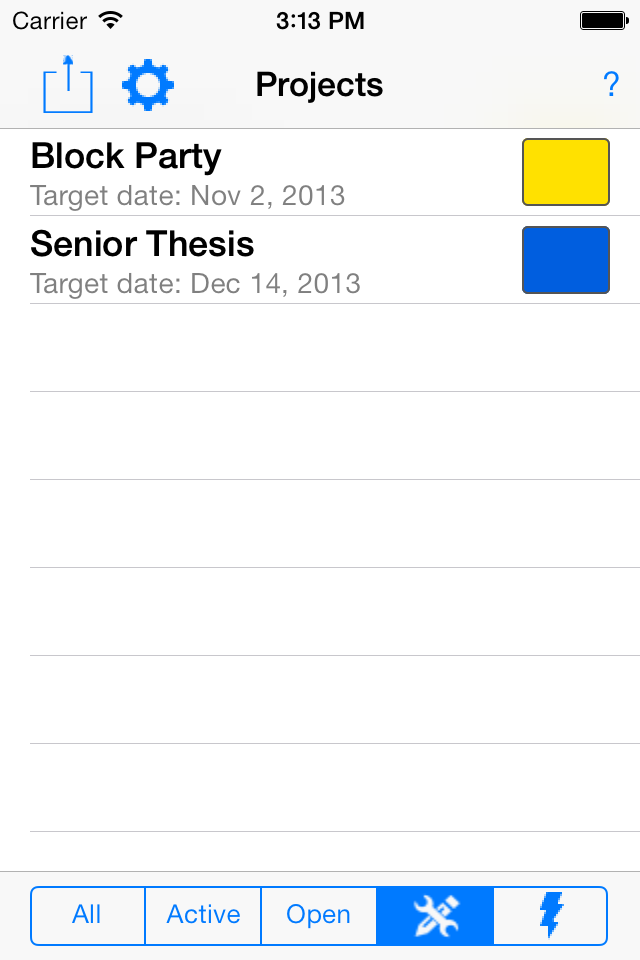 Carrier 3:13 PM
Projects ?
Block Party
Target date: Nov 2, 2013
Senior Thesis
Target date: Dec 14, 2013
All Active Open